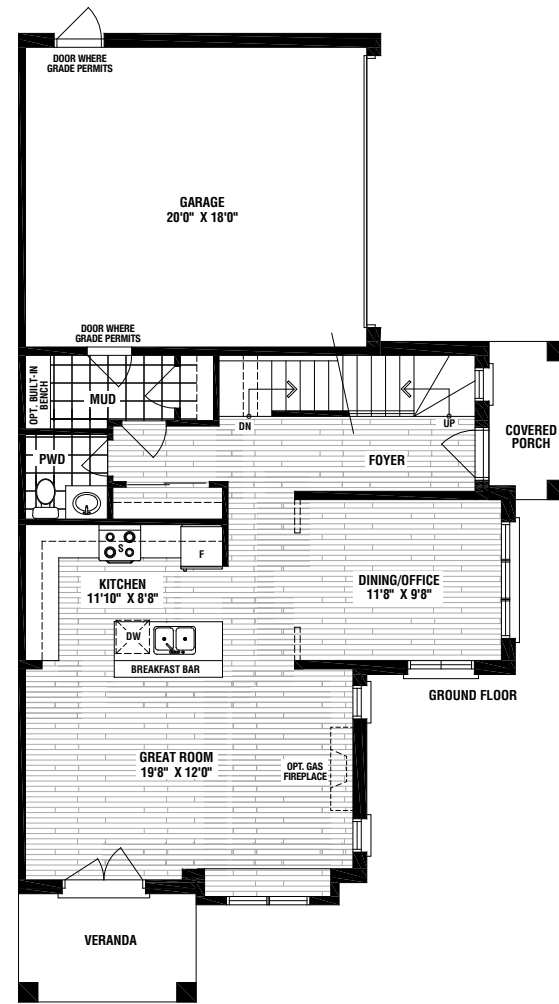 DOOR WHERE
GRADE PERMITS
GARAGE
20'0" X 18'0"
DOOR WHERE
GRADE PERMITS
OPT. BUILT-IN
BENCH
MUD
PWD
DN
UP
FOYER
COVERED
PORCH
S
F
KITCHEN
11'10" X 8'8"
DINING/OFFICE
11'8" X 9'8"
DW
BREAKFAST BAR
GROUND FLOOR
GREAT ROOM
19'8" X 12'0"
OPT. GAS
FIREPLACE
VERANDA